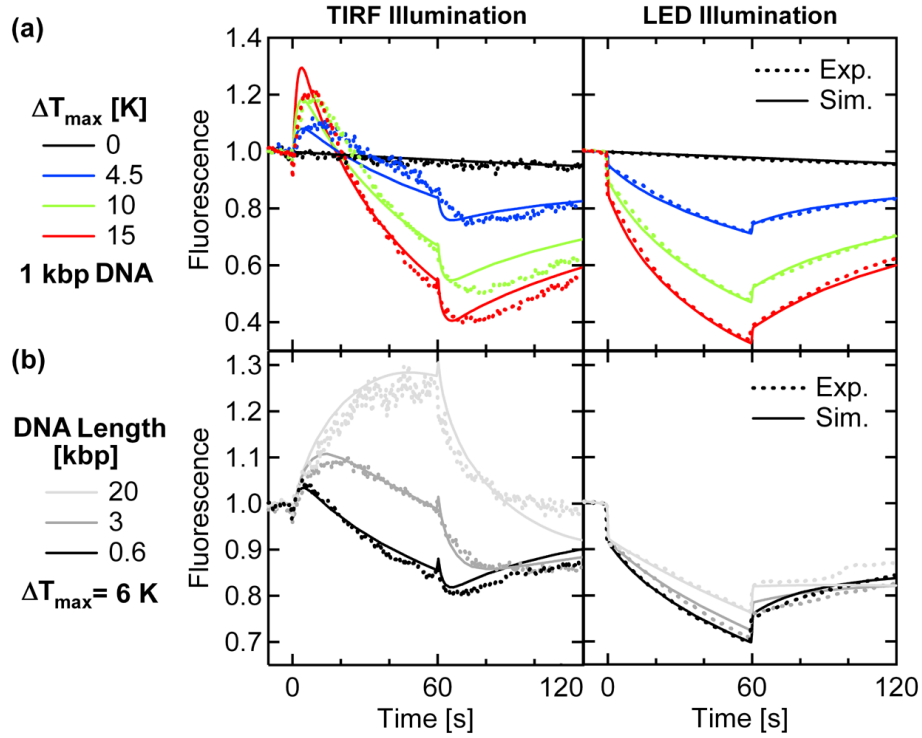 TIRF Illumination
LED Illumination
(a)
ΔTmax [K]
0
4.5
10
15
1 kbp DNA
Fluorescence
1.4
1.2
1.0
0.8
0.6
0.4
Exp.
Sim.
(b)
DNA Length
[kbp]
20
3
0.6
ΔTmax= 6 K
Fluorescence
1.3
1.2
1.1
1.0
0.9
0.8
0.7
Exp.
Sim.
0 60 120
0 60 120
Time [s]
Time [s]